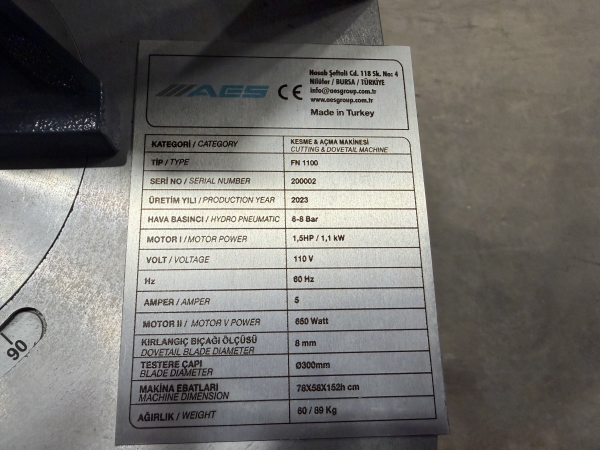 AES
CE
Hasab Şeftali Cd. 118 Sk. No: 4
Nilüfer / BURSA / TÜRKİYE
info@aesgroup.com.tr
www.aesgroup.com.tr
Made in Turkey
KATEGORİ / CATEGORY KESME & AÇMA MAKİNESİ
CUTTING & DOVETAIL MACHINE
TİP / TYPE FN 1100
SERİ NO / SERIAL NUMBER 200002
ÜRETİM YILI / PRODUCTION YEAR 2023
HAVA BASINCI / HYDRO PNEUMATIC 6-8 Bar
MOTOR I / MOTOR POWER 1,5HP / 1,1 kW
VOLT / VOLTAGE 110 V
Hz 60 Hz
AMPER / AMPER 5
MOTOR II / MOTOR V POWER 650 Watt
KIRLANGIÇ BIÇAĞI ÖLÇÜSÜ
DOVETAIL BLADE DIAMETER 8 mm
TESTERE ÇAPI
BLADE DIAMETER Ø300mm
MAKİNA EBATLARI
MACHINE DIMENSION 78X58X152h cm
AĞIRLIK / WEIGHT 60 / 89 Kg
90